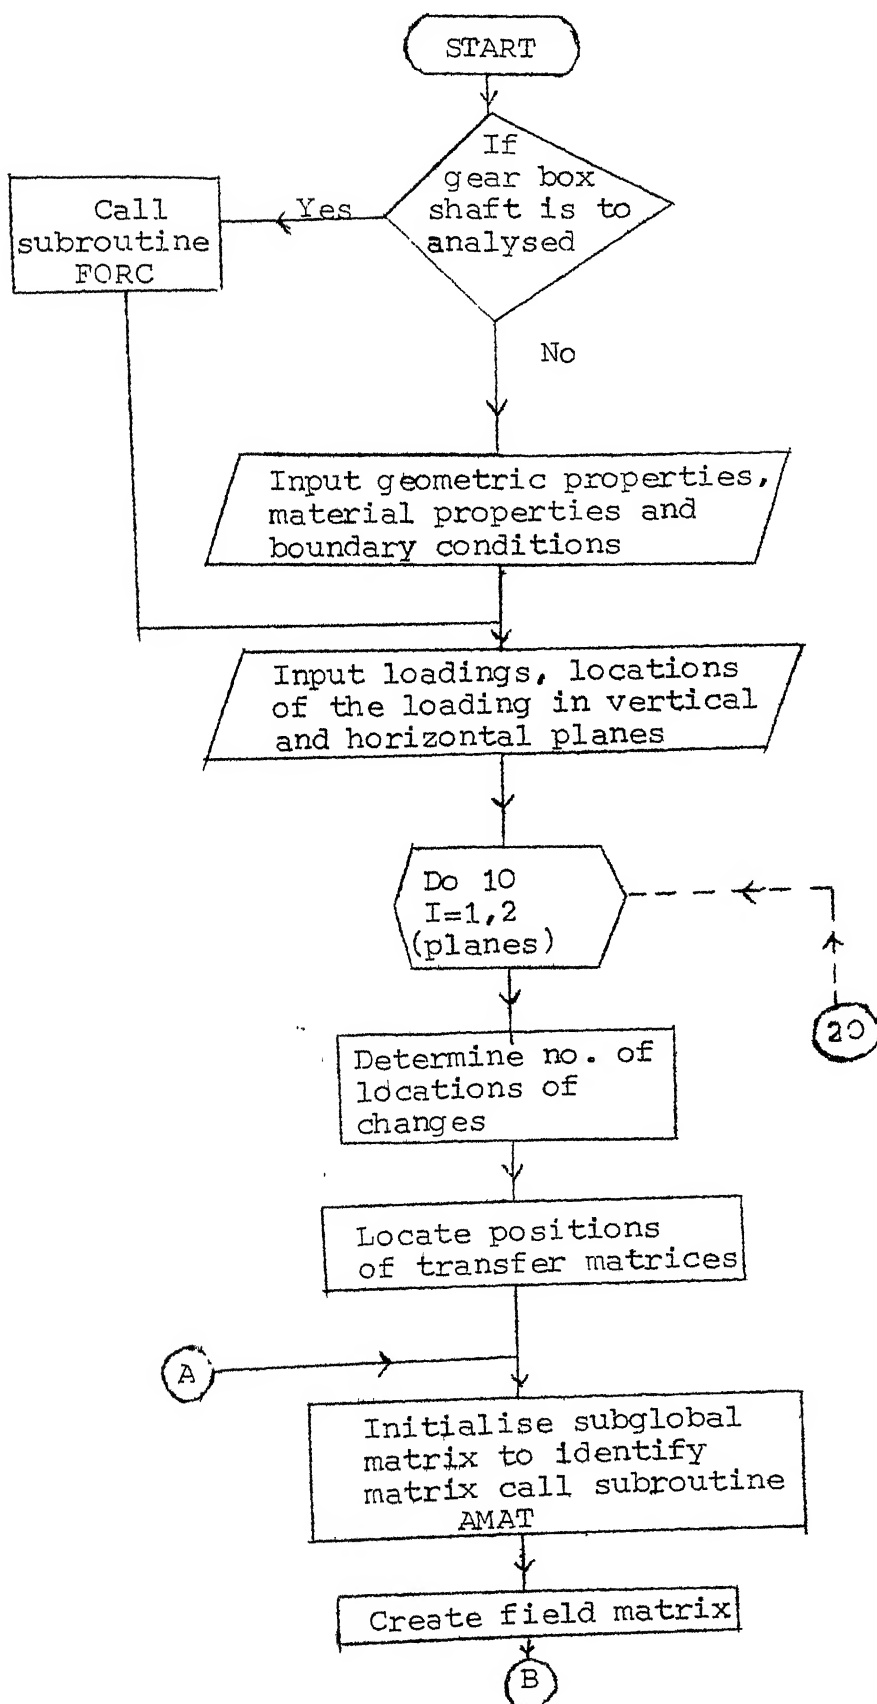 START
If
gear box
shaft is to
analysed
Yes
Call
subroutine
FORC
No
Input geometric properties,
material properties and
boundary conditions
Input loadings, locations
of the loading in vertical
and horizontal planes
Do 10
I=1,2
(planes)
20
Determine no. of
locations of
changes
Locate positions
of transfer matrices
A
Initialise subglobal
matrix to identify
matrix call subroutine
AMAT
Create field matrix
B